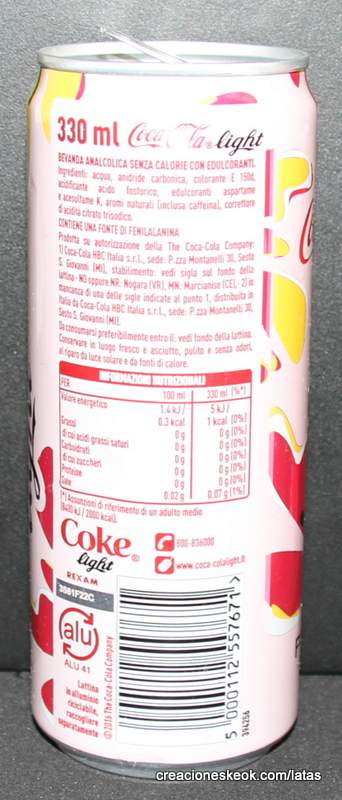 330 ml Coca-Cola® light
BEVANDA ANALCOLICA SENZA CALORIE CON EDULCORANTI.
Ingredienti: acqua, anidride carbonica, colorante E 150d,
acidificante acido fosforico, edulcoranti aspartame
e acesulfame K, aromi naturali (inclusa caffeina), correttore
di acidità citrato trisodico.
CONTIENE UNA FONTE DI FENILALANINA
Prodotta su autorizzazione della The Coca-Cola Company:
1) Coca-Cola HBC Italia s.r.l., sede: P.zza Montanelli 30, Sesto
S. Giovanni (MI), stabilimento: vedi sigla sul fondo della
lattina - NO oppure NR: Nogara (VR), MN: Marcianise (CE), - 2) in
mancanza di una delle sigle indicate al punto 1, distribuita in
Italia da Coca-Cola HBC Italia s.r.l., sede: P.zza Montanelli 30,
Sesto S. Giovanni (MI).
Da consumarsi preferibilmente entro il: vedi fondo della lattina.
Conservare in luogo fresco e asciutto, pulito e senza odori,
al riparo da luce solare e da fonti di calore.
INFORMAZIONI NUTRIZIONALI
PER 100 ml 330 ml (%*)
Valore energetico 1.4 kJ / 5 kJ /
0.3 kcal 1 kcal (0%)
Grassi 0 g 0 g (0%)
di cui acidi grassi saturi 0 g 0 g (0%)
Carboidrati 0 g 0 g (0%)
di cui zuccheri 0 g 0 g (0%)
Proteine 0 g 0 g (0%)
Sale 0.02 g 0.07 g (1%)
(*) Assunzioni di riferimento di un adulto medio
(8400 kJ / 2000 kcal).
Coke®
light
800-836000
www.coca-colalight.it
REXAM
3561F22C
alu
ALU 41
Lattina
in alluminio
riciclabile,
raccogliere
separatamente
©2016 The Coca-Cola Company
5 000112 557671 >
394256
creacioneskeok.com/latas